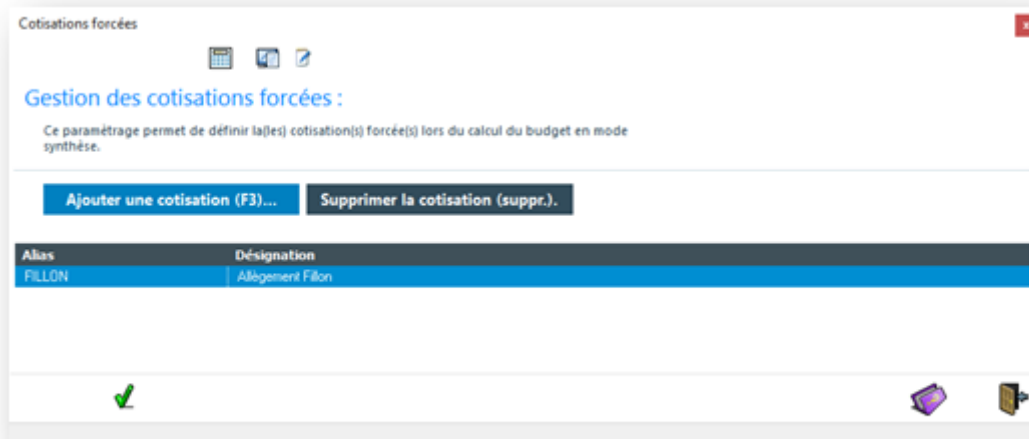 Cotisations forcées
x
Gestion des cotisations forcées :
Ce paramétrage permet de définir la(les) cotisation(s) forcée(s) lors du calcul du budget en mode
synthèse.
Ajouter une cotisation (F3)... Supprimer la cotisation (suppr.).
Alias Désignation
FILLON Allègement Fillon